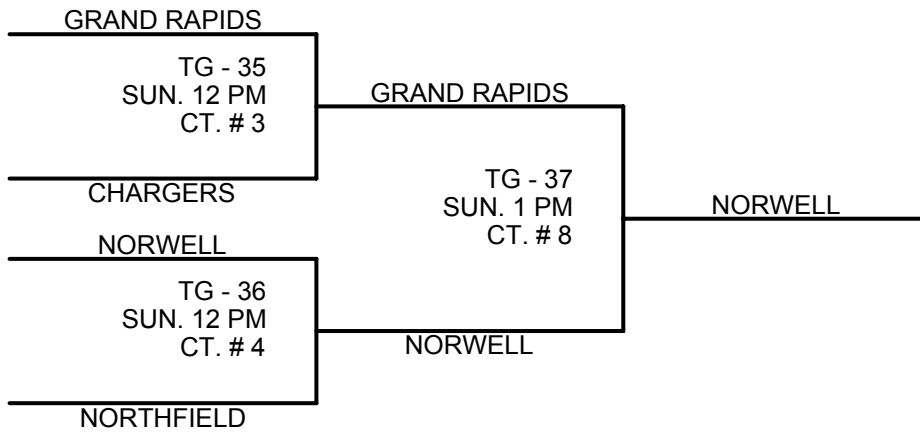 GRAND RAPIDS
TG - 35
SUN. 12 PM
CT. # 3
CHARGERS
GRAND RAPIDS
TG - 37
SUN. 1 PM
CT. # 8
NORWELL
NORWELL
TG - 36
SUN. 12 PM
CT. # 4
NORTHFIELD
NORWELL